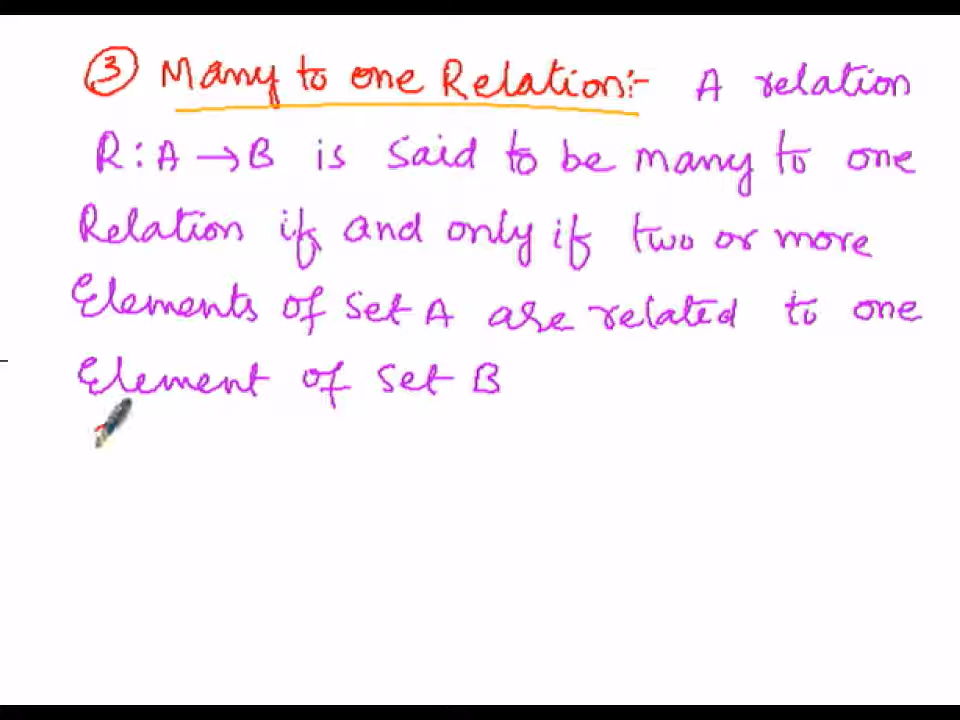 ③ Many to one Relation:- A relation
R : A → B is said to be many to one
Relation if and only if two or more
Elements of Set A are related to one
Element of Set B